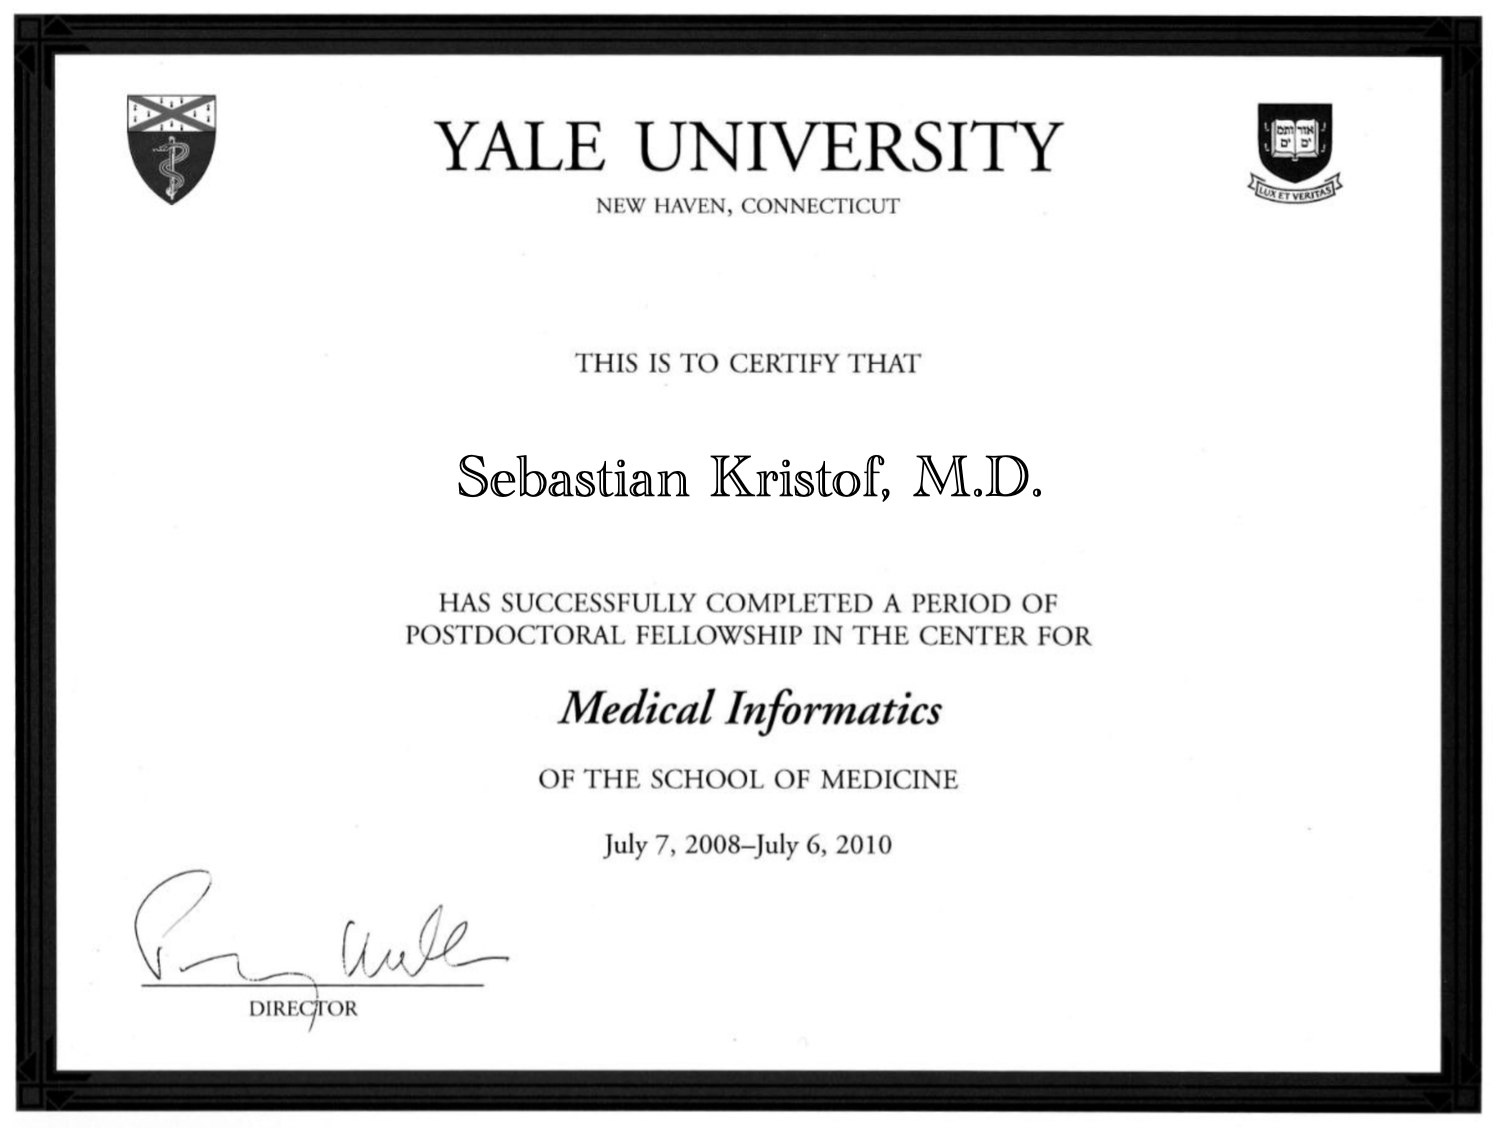 YALE UNIVERSITY
NEW HAVEN, CONNECTICUT
אורים
ותמים
LUX ET VERITAS
THIS IS TO CERTIFY THAT
Sebastian Kristof, M.D.
HAS SUCCESSFULLY COMPLETED A PERIOD OF
POSTDOCTORAL FELLOWSHIP IN THE CENTER FOR
Medical Informatics
OF THE SCHOOL OF MEDICINE
July 7, 2008–July 6, 2010
DIRECTOR